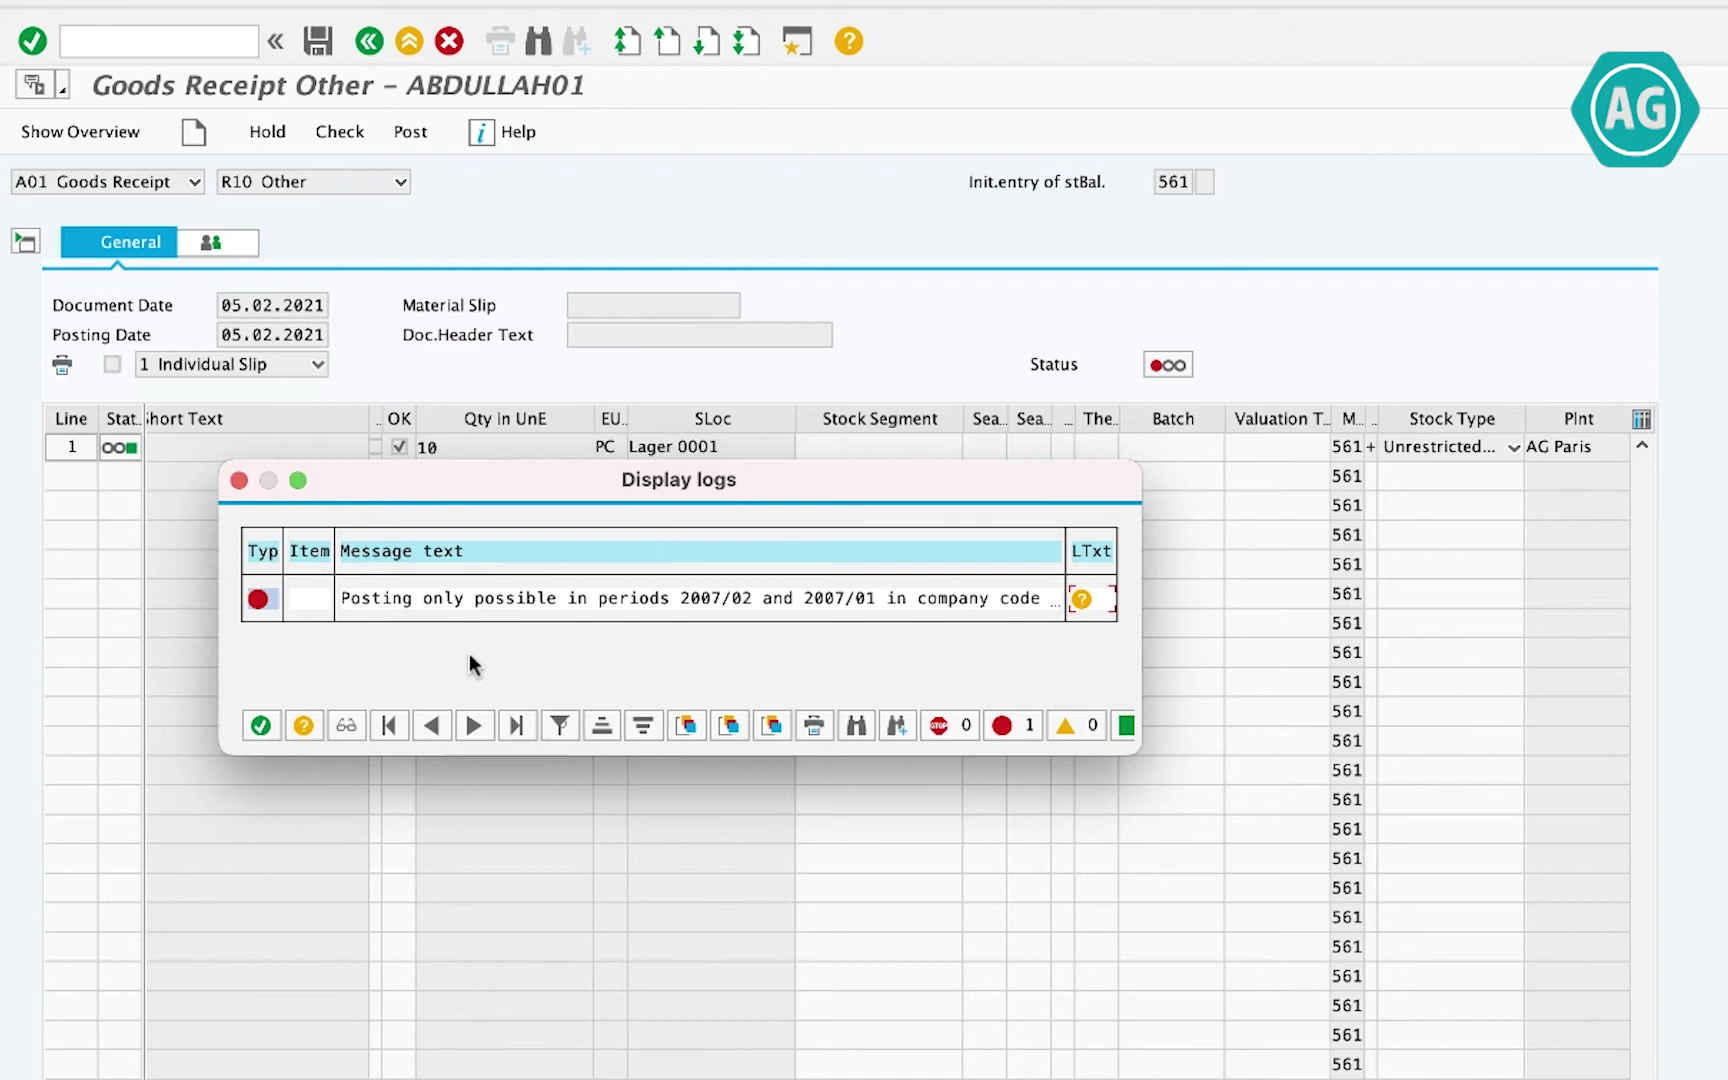 Goods Receipt Other - ABDULLAH01
AG
Show Overview Hold Check Post i Help
A01 Goods Receipt R10 Other Init.entry of stBal. 561
General
Document Date 05.02.2021 Material Slip
Posting Date 05.02.2021 Doc.Header Text
1 Individual Slip Status
Line Stat. Short Text .. OK Qty in UnE EU.. SLoc Stock Segment Sea.. Sea.. .. The.. Batch Valuation T.. M.. . Stock Type Plnt
1 10 PC Lager 0001 561 + Unrestricted... AG Paris
Display logs
561
561
561
Typ Item Message text LTxt
561
561
Posting only possible in periods 2007/02 and 2007/01 in company code ...
561
561
561
561
561
STOP 0 1 0
561
561
561
561
561
561
561
561
561
561
561